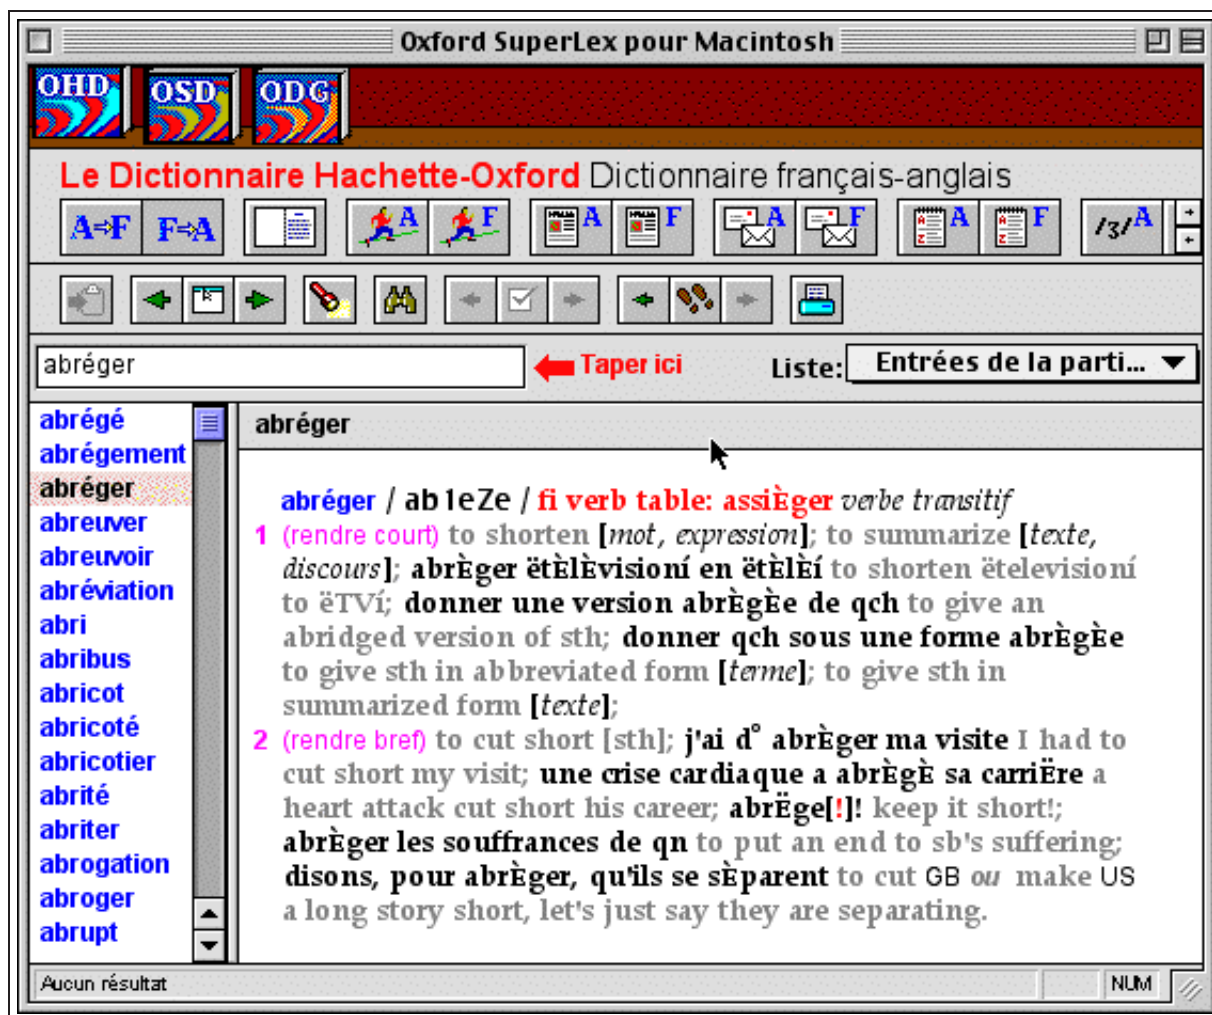 Oxford SuperLex pour Macintosh
OHD OSD ODG
Le Dictionnaire Hachette-Oxford Dictionnaire français-anglais
A⇨F F⇨A A F A F A F A F /ʒ/A
abréger Taper ici Liste: Entrées de la parti...
abrégé
abrégement
abréger
abreuver
abreuvoir
abréviation
abri
abribus
abricot
abricoté
abricotier
abrité
abriter
abrogation
abroger
abrupt
abréger
abréger / ab1eZe / fi verb table: assiÈger verbe transitif
1 (rendre court) to shorten [mot, expression]; to summarize [texte,
discours]; abrÈger ëtÈlÈvisioní en ëtÈlÈí to shorten ëtelevisioní
to ëTVí; donner une version abrÈgÈe de qch to give an
abridged version of sth; donner qch sous une forme abrÈgÈe
to give sth in abbreviated form [terme]; to give sth in
summarized form [texte];
2 (rendre bref) to cut short [sth]; j'ai d˚ abrÈger ma visite I had to
cut short my visit; une crise cardiaque a abrÈgÈ sa carriËre a
heart attack cut short his career; abrËge[!]! keep it short!;
abrÈger les souffrances de qn to put an end to sb's suffering;
disons, pour abrÈger, qu'ils se sÈparent to cut GB ou make US
a long story short, let's just say they are separating.
Aucun résultat NUM